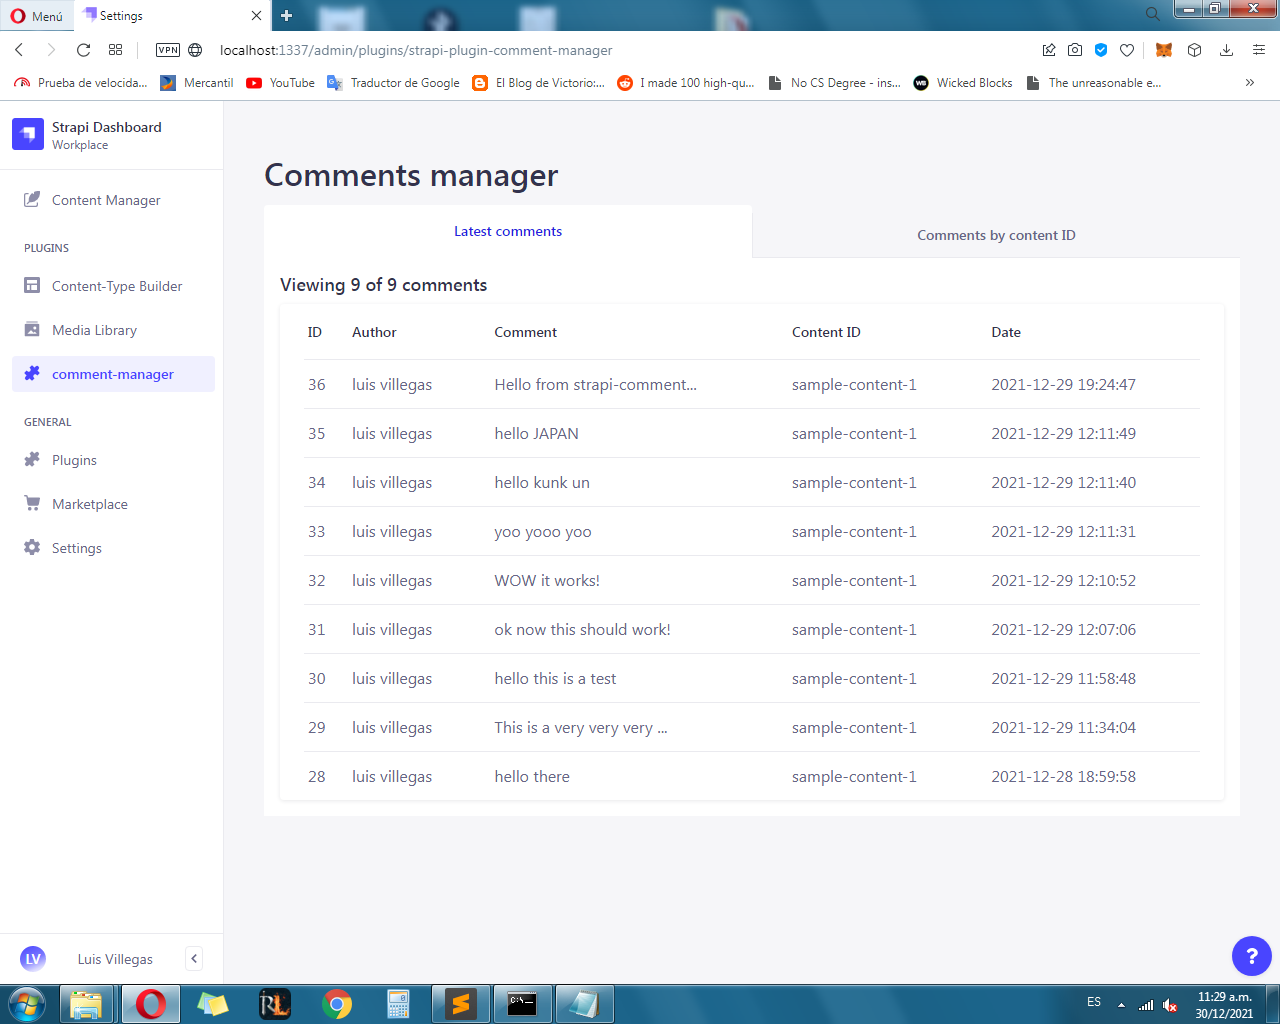 Menú
Settings
VPN
localhost:1337/admin/plugins/strapi-plugin-comment-manager
Prueba de velocida...
Mercantil
YouTube
Traductor de Google
El Blog de Victorio:...
I made 100 high-qu...
No CS Degree - ins...
Wicked Blocks
The unreasonable e...
»
Strapi Dashboard
Workplace
Content Manager
PLUGINS
Content-Type Builder
Media Library
comment-manager
GENERAL
Plugins
Marketplace
Settings
Comments manager
Latest comments
Comments by content ID
Viewing 9 of 9 comments
ID Author Comment Content ID Date
36 luis villegas Hello from strapi-comment... sample-content-1 2021-12-29 19:24:47
35 luis villegas hello JAPAN sample-content-1 2021-12-29 12:11:49
34 luis villegas hello kunk un sample-content-1 2021-12-29 12:11:40
33 luis villegas yoo yooo yoo sample-content-1 2021-12-29 12:11:31
32 luis villegas WOW it works! sample-content-1 2021-12-29 12:10:52
31 luis villegas ok now this should work! sample-content-1 2021-12-29 12:07:06
30 luis villegas hello this is a test sample-content-1 2021-12-29 11:58:48
29 luis villegas This is a very very very ... sample-content-1 2021-12-29 11:34:04
28 luis villegas hello there sample-content-1 2021-12-28 18:59:58
LV Luis Villegas
?
RL
C:\_
ES
11:29 a.m.
30/12/2021